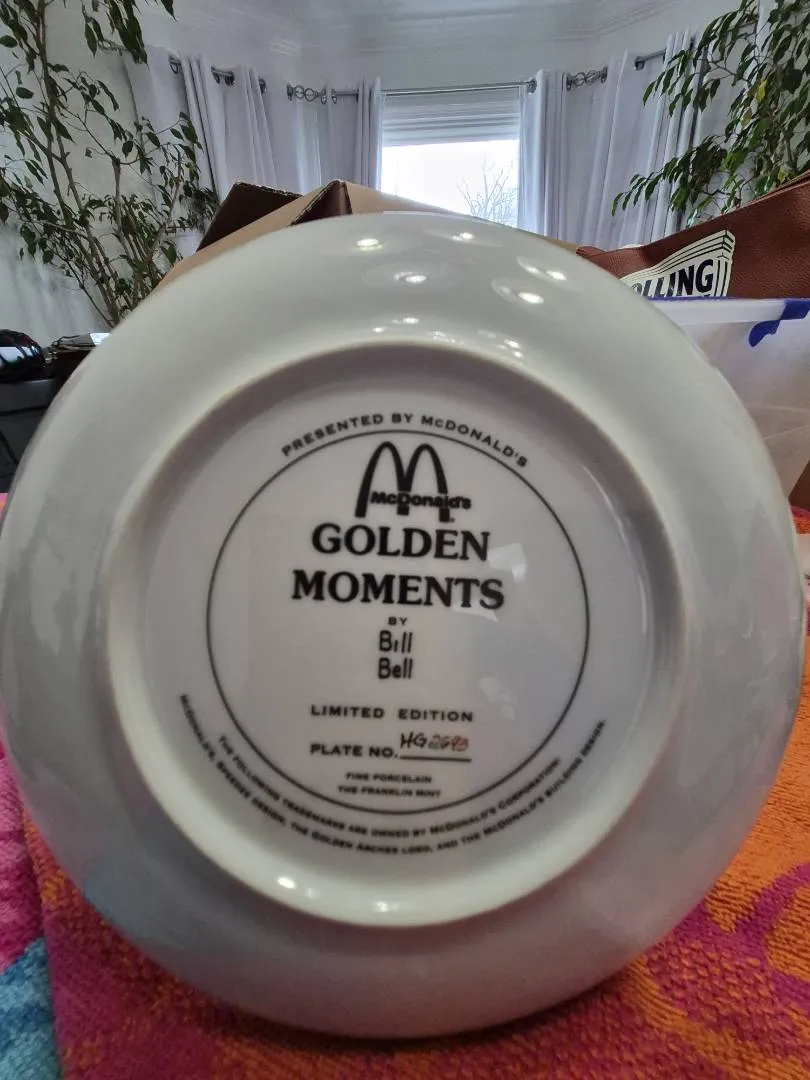 PRESENTED BY McDONALD'S
McDonald's
GOLDEN
MOMENTS
BY
Bill
Bell
LIMITED EDITION
PLATE NO. HG2693
FINE PORCELAIN
THE FRANKLIN MINT
THE FOLLOWING TRADEMARKS ARE OWNED BY McDONALD'S CORPORATION:
McDONALD'S, SPEEDEE DESIGN, THE GOLDEN ARCHES LOGO, AND THE McDONALD'S BUILDING DESIGN.
LLING